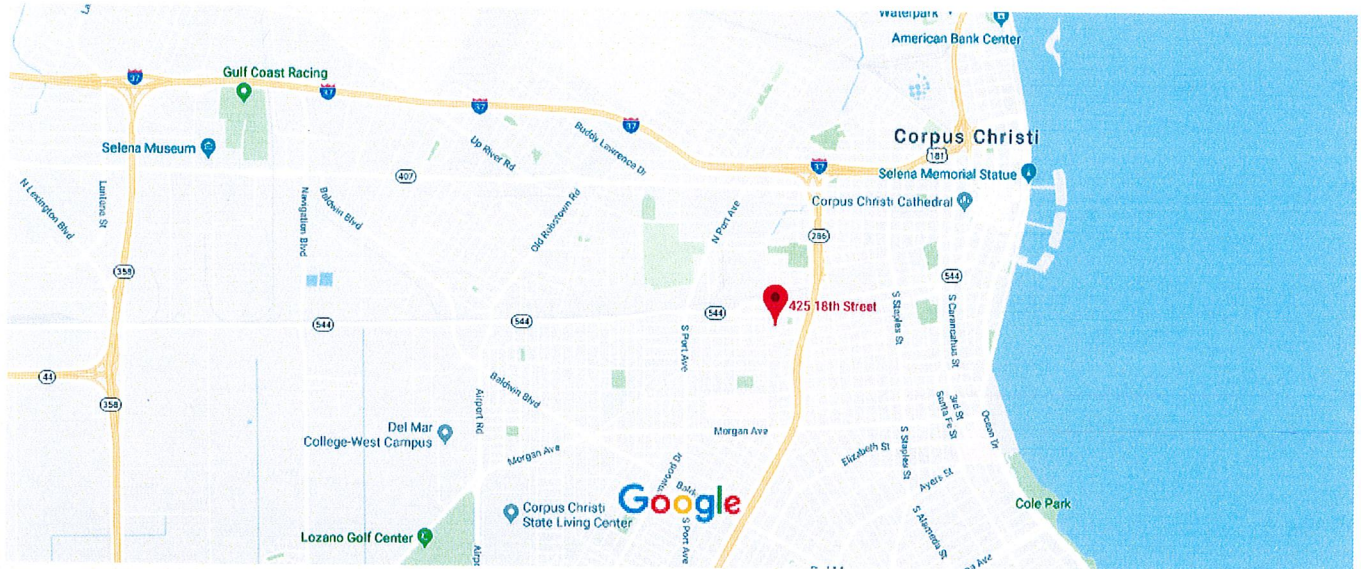 Waterpark
American Bank Center
37
Gulf Coast Racing
37
37
37
Corpus Christi
181
Selena Museum
Up River Rd
Buddy Lawrence Dr
37
Selena Memorial Statue
407
N Lexington Blvd
Lantana St
Navigation Blvd
Baldwin Blvd
Old Robstown Rd
N Port Ave
Corpus Christi Cathedral
286
358
544
425 18th Street
544
544
544
S Port Ave
S Staples St
S Carancahua St
44
358
Baldwin Blvd
Airport Rd
3rd St
Santa Fe St
Ocean Dr
Del Mar
College-West Campus
Morgan Ave
Morgan Ave
Elizabeth St
S Staples St
Ayers St
Google
Corpus Christi
State Living Center
S Port Ave
Cole Park
Lozano Golf Center
S Alameda St